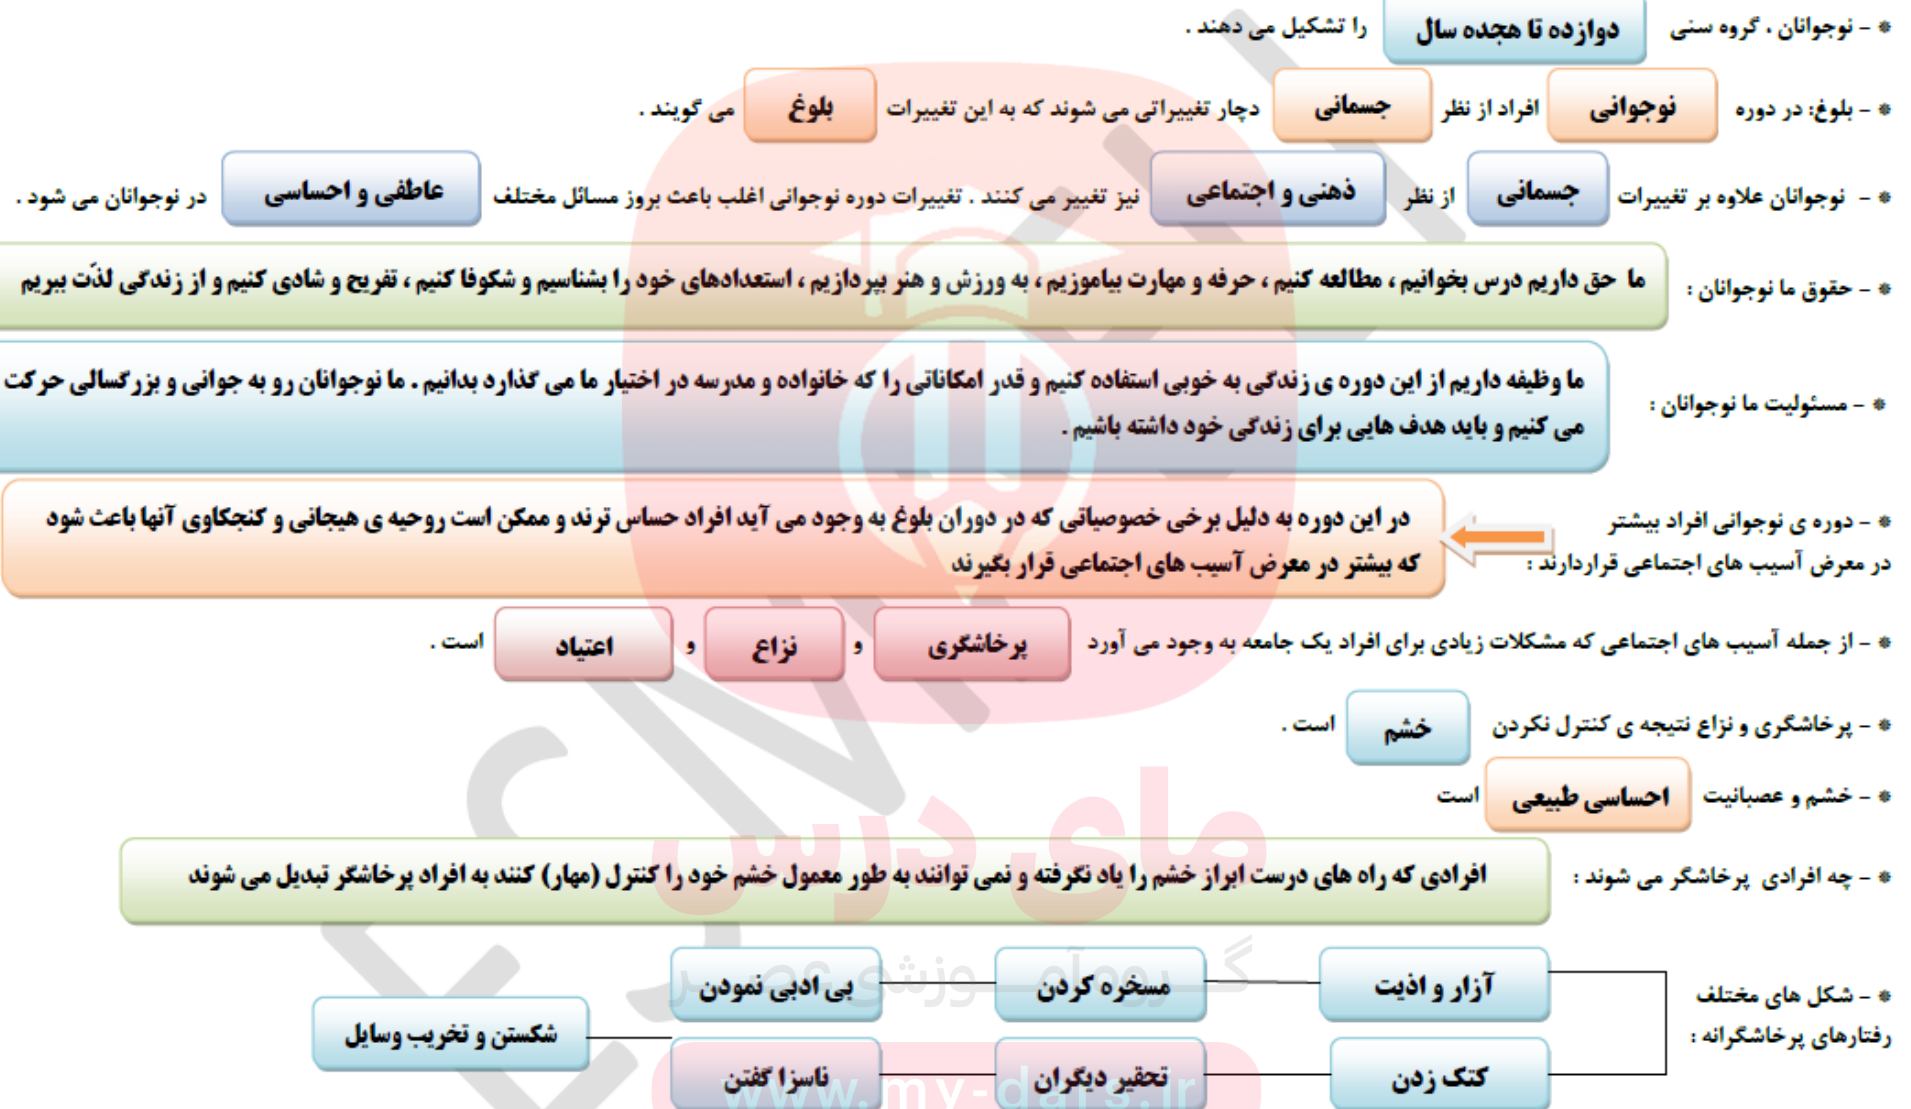 * - نوجوانان ، گروه سنی دوازده تا هجده سال را تشکیل می دهند .
* - بلوغ: در دوره نوجوانی افراد از نظر جسمانی دچار تغییراتی می شوند که به این تغییرات بلوغ می گویند .
* - نوجوانان علاوه بر تغییرات جسمانی از نظر ذهنی و اجتماعی نیز تغییر می کنند . تغییرات دوره نوجوانی اغلب باعث بروز مسائل مختلف عاطفی و احساسی در نوجوانان می شود .
* - حقوق ما نوجوانان : ما حق داریم درس بخوانیم ، مطالعه کنیم ، حرفه و مهارت بیاموزیم ، به ورزش و هنر بپردازیم ، استعدادهای خود را بشناسیم و شکوفا کنیم ، تفریح و شادی کنیم و از زندگی لذّت ببریم
* - مسئولیت ما نوجوانان :
ما وظیفه داریم از این دوره ی زندگی به خوبی استفاده کنیم و قدر امکاناتی را که خانواده و مدرسه در اختیار ما می گذارد بدانیم . ما نوجوانان رو به جوانی و بزرگسالی حرکت
می کنیم و باید هدف هایی برای زندگی خود داشته باشیم .
* - دوره ی نوجوانی افراد بیشتر
در معرض آسیب های اجتماعی قراردارند :
در این دوره به دلیل برخی خصوصیاتی که در دوران بلوغ به وجود می آید افراد حساس ترند و ممکن است روحیه ی هیجانی و کنجکاوی آنها باعث شود
که بیشتر در معرض آسیب های اجتماعی قرار بگیرند
* - از جمله آسیب های اجتماعی که مشکلات زیادی برای افراد یک جامعه به وجود می آورد پرخاشگری و نزاع و اعتیاد است .
* - پرخاشگری و نزاع نتیجه ی کنترل نکردن خشم است .
* - خشم و عصبانیت احساسی طبیعی است
* - چه افرادی پرخاشگر می شوند : افرادی که راه های درست ابراز خشم را یاد نگرفته و نمی توانند به طور معمول خشم خود را کنترل (مهار) کنند به افراد پرخاشگر تبدیل می شوند
* - شکل های مختلف
رفتارهای پرخاشگرانه :
آزار و اذیت مسخره کردن بی ادبی نمودن
شکستن و تخریب وسایل
کتک زدن تحقیر دیگران ناسزا گفتن
مای درس
گروه آموزشی عصر
www.my-dars.ir